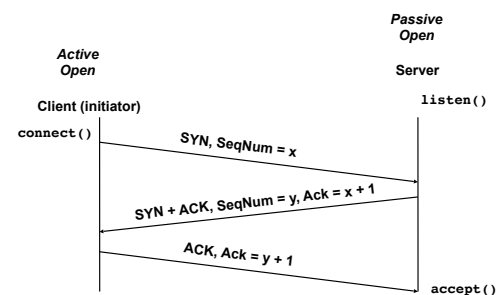 Passive
Open
Active
Open
Server
Client (initiator)
listen()
connect()
SYN, SeqNum = x
SYN + ACK, SeqNum = y, Ack = x + 1
ACK, Ack = y + 1
accept()